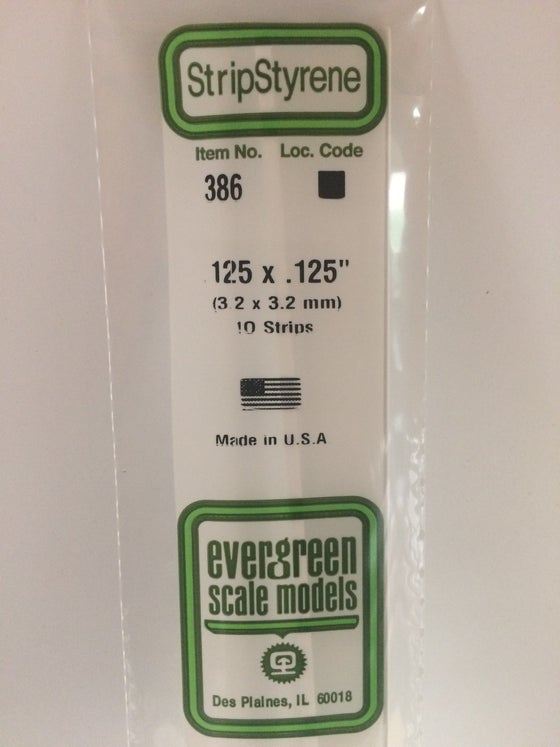 StripStyrene
Item No. Loc. Code
386
125 x .125"
(3 2 x 3.2 mm)
10 Strips
Made in U.S.A
evergreen
scale models
Des Plaines, IL 60018